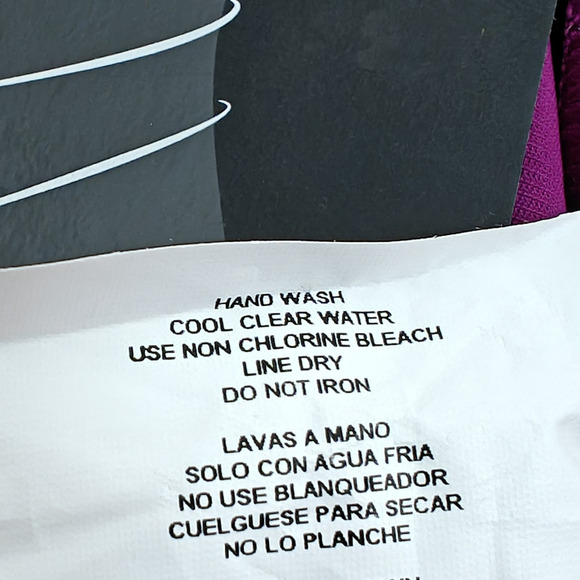 HAND WASH
COOL CLEAR WATER
USE NON CHLORINE BLEACH
LINE DRY
DO NOT IRON
LAVAS A MANO
SOLO CON AGUA FRIA
NO USE BLANQUEADOR
CUELGUESE PARA SECAR
NO LO PLANCHE